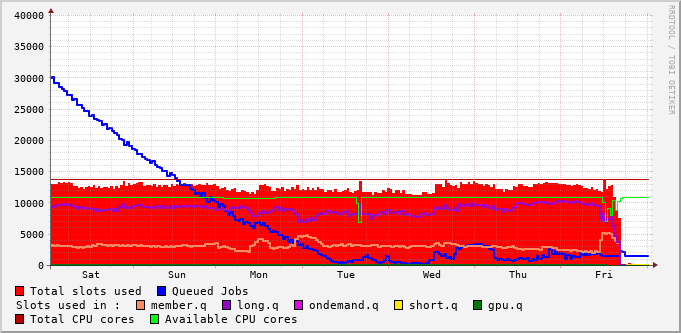 RRDTOOL / TOBI OETIKER
40000
35000
30000
25000
20000
15000
10000
5000
0
Sat Sun Mon Tue Wed Thu Fri
Total slots used Queued Jobs
Slots used in : member.q long.q ondemand.q short.q gpu.q
Total CPU cores Available CPU cores